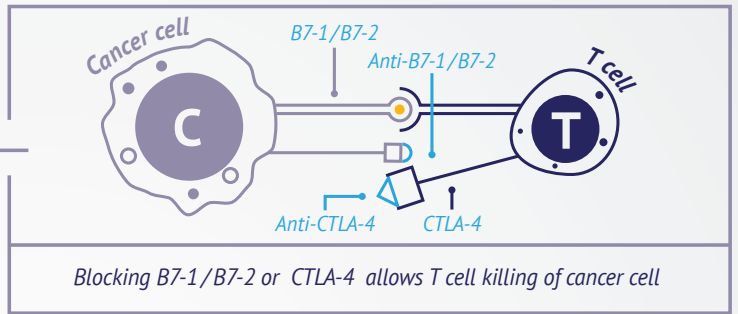 Cancer cell
B7-1/B7-2
Anti-B7-1/B7-2
T cell
C
T
Anti-CTLA-4
CTLA-4
Blocking B7-1/B7-2 or CTLA-4 allows T cell killing of cancer cell